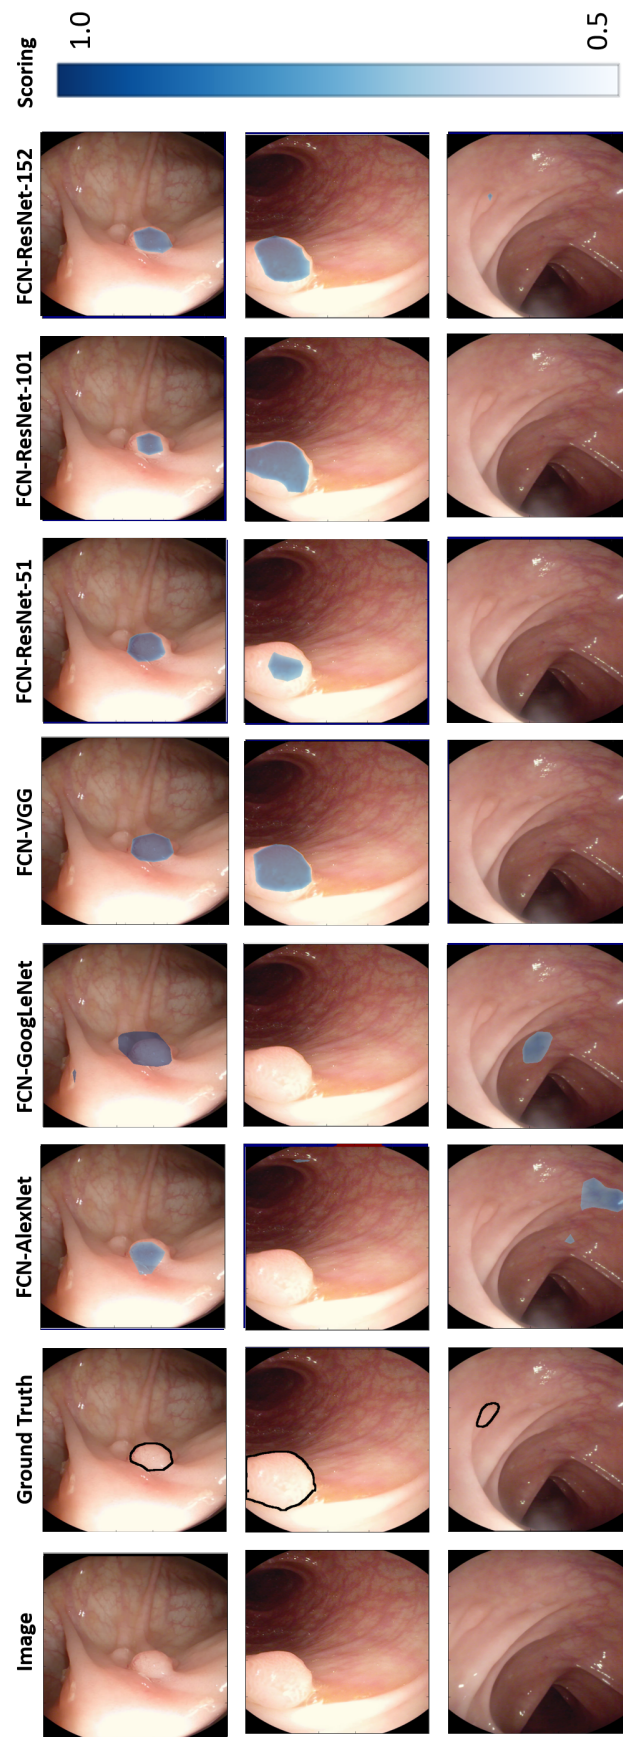 Image
Ground Truth
FCN-AlexNet
FCN-GoogLeNet
FCN-VGG
FCN-ResNet-51
FCN-ResNet-101
FCN-ResNet-152
Scoring
1.0
0.5